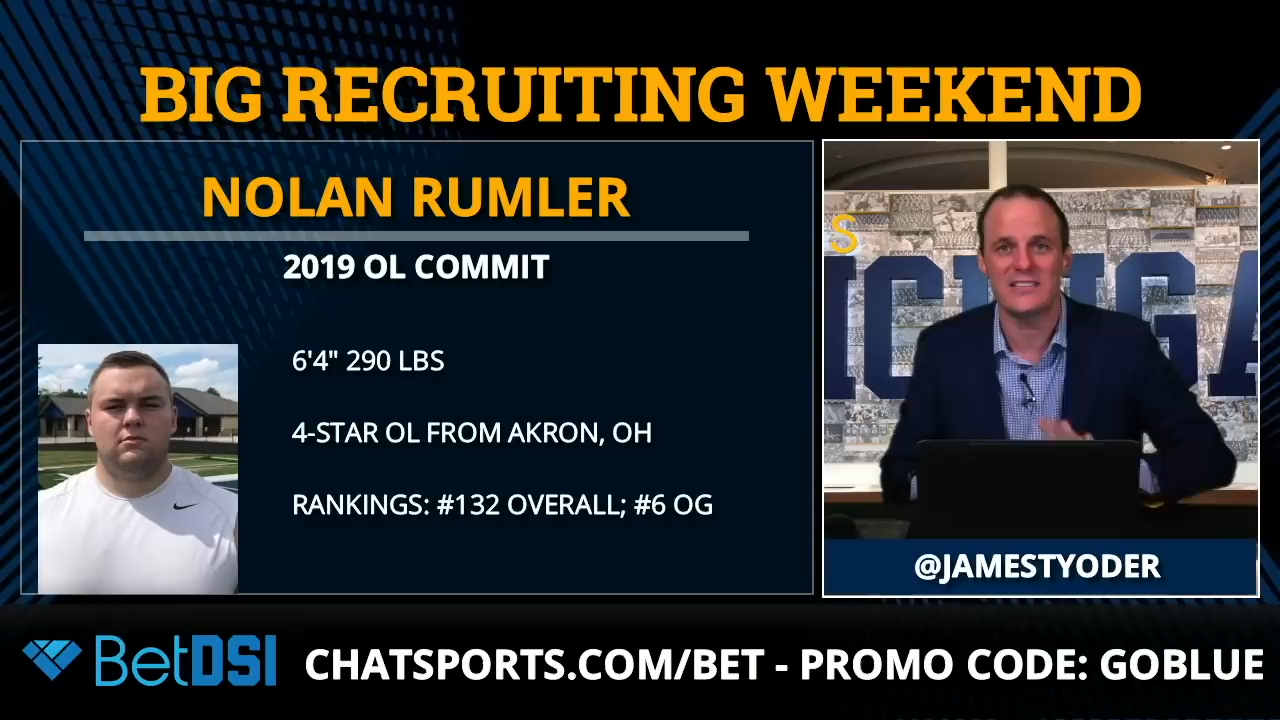 BIG RECRUITING WEEKEND
NOLAN RUMLER
2019 OL COMMIT
6'4" 290 LBS
4-STAR OL FROM AKRON, OH
RANKINGS: #132 OVERALL; #6 OG
S
ICHIGA
@JAMESTYODER
BetDSI
CHATSPORTS.COM/BET - PROMO CODE: GOBLUE